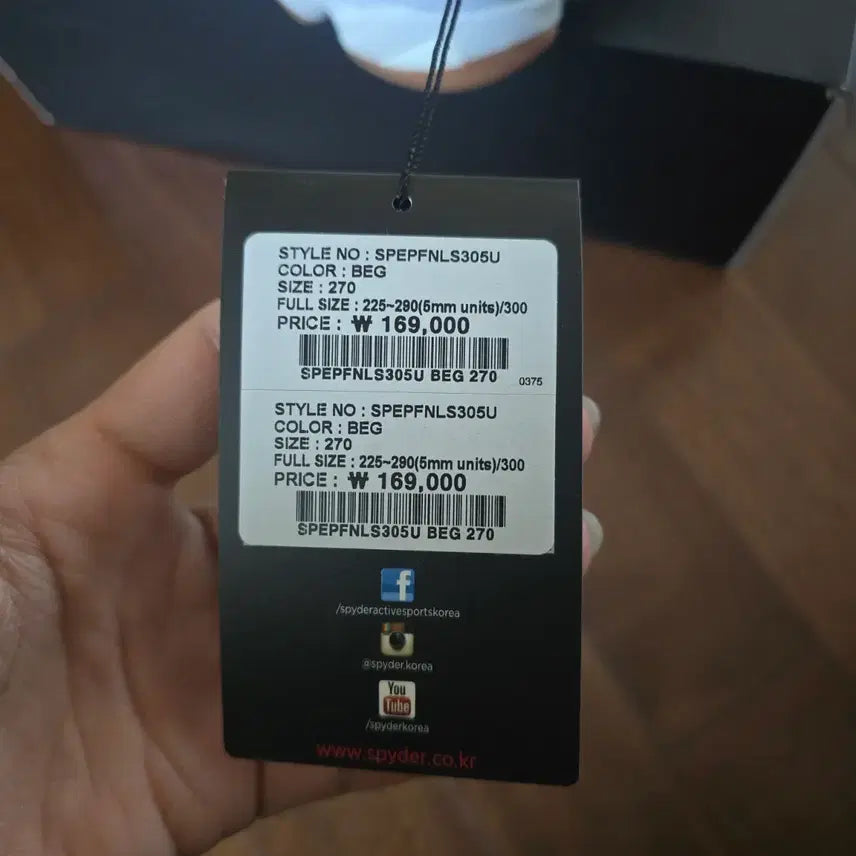 STYLE NO : SPEPFNLS305U
COLOR : BEG
SIZE : 270
FULL SIZE : 225~290(5mm units)/300
PRICE : ₩ 169,000
SPEPFNLS305U BEG 270 0375
STYLE NO : SPEPFNLS305U
COLOR : BEG
SIZE : 270
FULL SIZE : 225~290(5mm units)/300
PRICE : ₩ 169,000
SPEPFNLS305U BEG 270
f
/spyderactivesportskorea
@spyder.korea
You
Tube
/spyderkorea
www.spyder.co.kr